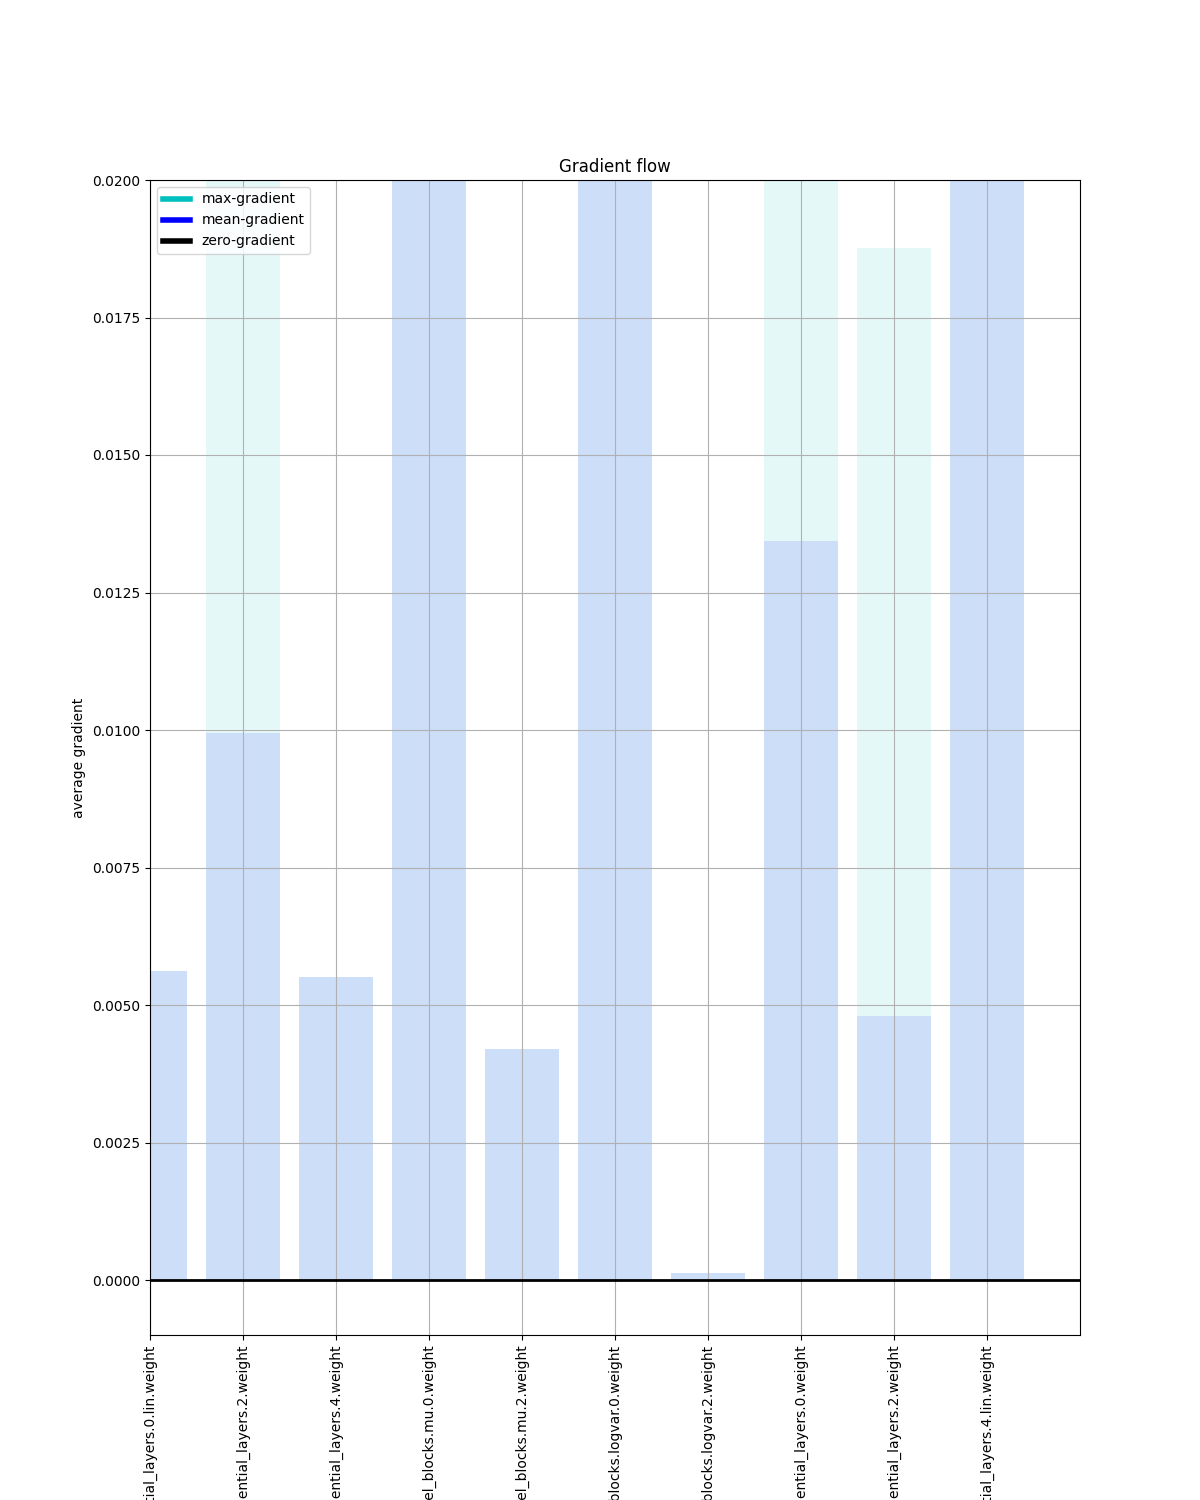 Gradient flow
max-gradient
mean-gradient
zero-gradient
average gradient
0.0200
0.0175
0.0150
0.0125
0.0100
0.0075
0.0050
0.0025
0.0000
tial_layers.0.lin.weight
ential_layers.2.weight
ential_layers.4.weight
el_blocks.mu.0.weight
el_blocks.mu.2.weight
blocks.logvar.0.weight
blocks.logvar.2.weight
ential_layers.0.weight
ential_layers.2.weight
tial_layers.4.lin.weight